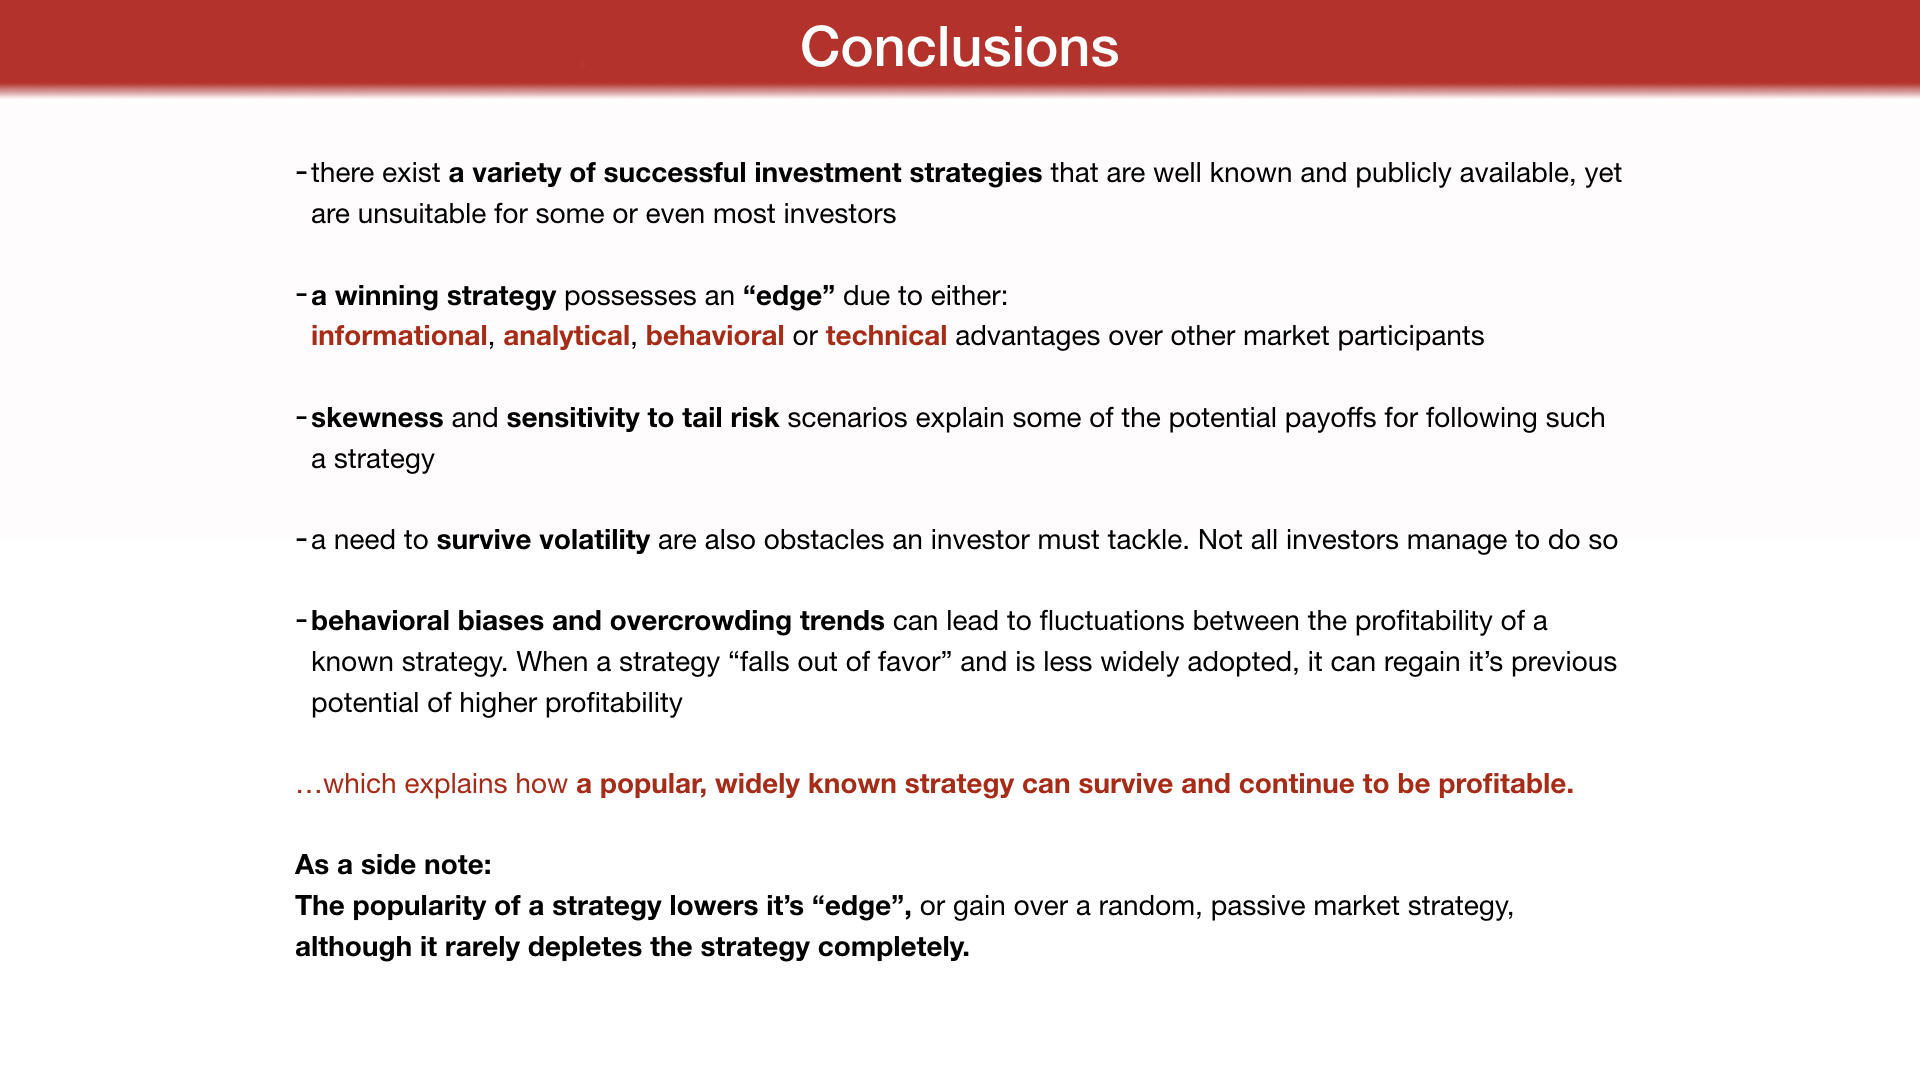 Conclusions
-there exist a variety of successful investment strategies that are well known and publicly available, yet
are unsuitable for some or even most investors
-a winning strategy possesses an “edge” due to either:
informational, analytical, behavioral or technical advantages over other market participants
-skewness and sensitivity to tail risk scenarios explain some of the potential payoffs for following such
a strategy
-a need to survive volatility are also obstacles an investor must tackle. Not all investors manage to do so
-behavioral biases and overcrowding trends can lead to fluctuations between the profitability of a
known strategy. When a strategy “falls out of favor” and is less widely adopted, it can regain it’s previous
potential of higher profitability
…which explains how a popular, widely known strategy can survive and continue to be profitable.
As a side note:
The popularity of a strategy lowers it’s “edge”, or gain over a random, passive market strategy,
although it rarely depletes the strategy completely.